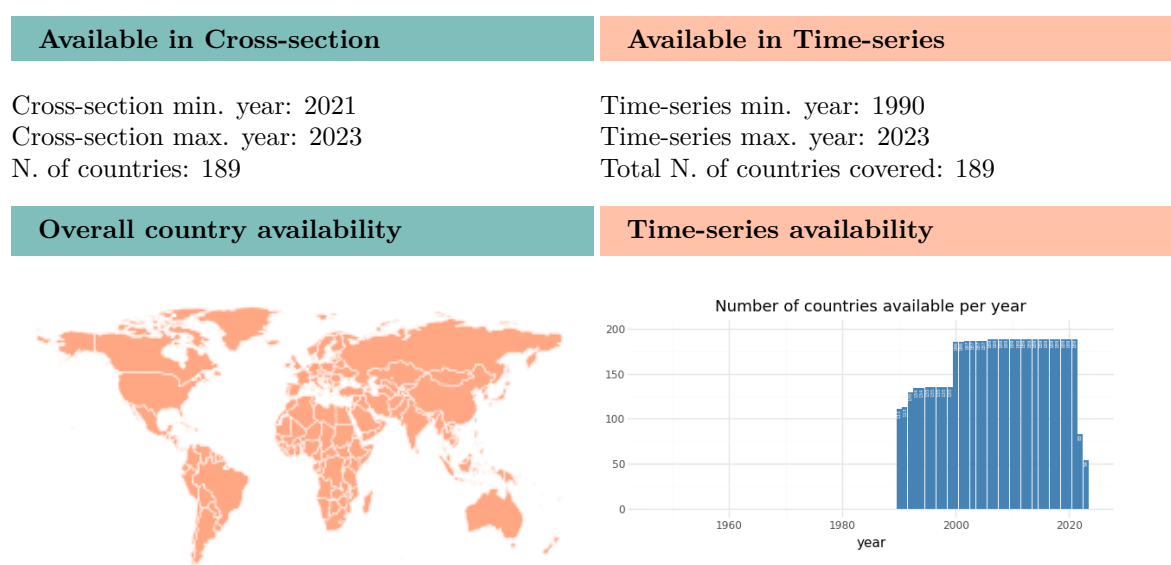 Available in Cross-section
Available in Time-series
Cross-section min. year: 2021
Cross-section max. year: 2023
N. of countries: 189
Time-series min. year: 1990
Time-series max. year: 2023
Total N. of countries covered: 189
Overall country availability
Time-series availability
Number of countries available per year
200
150
100
50
0
1960
1980
2000
2020
year